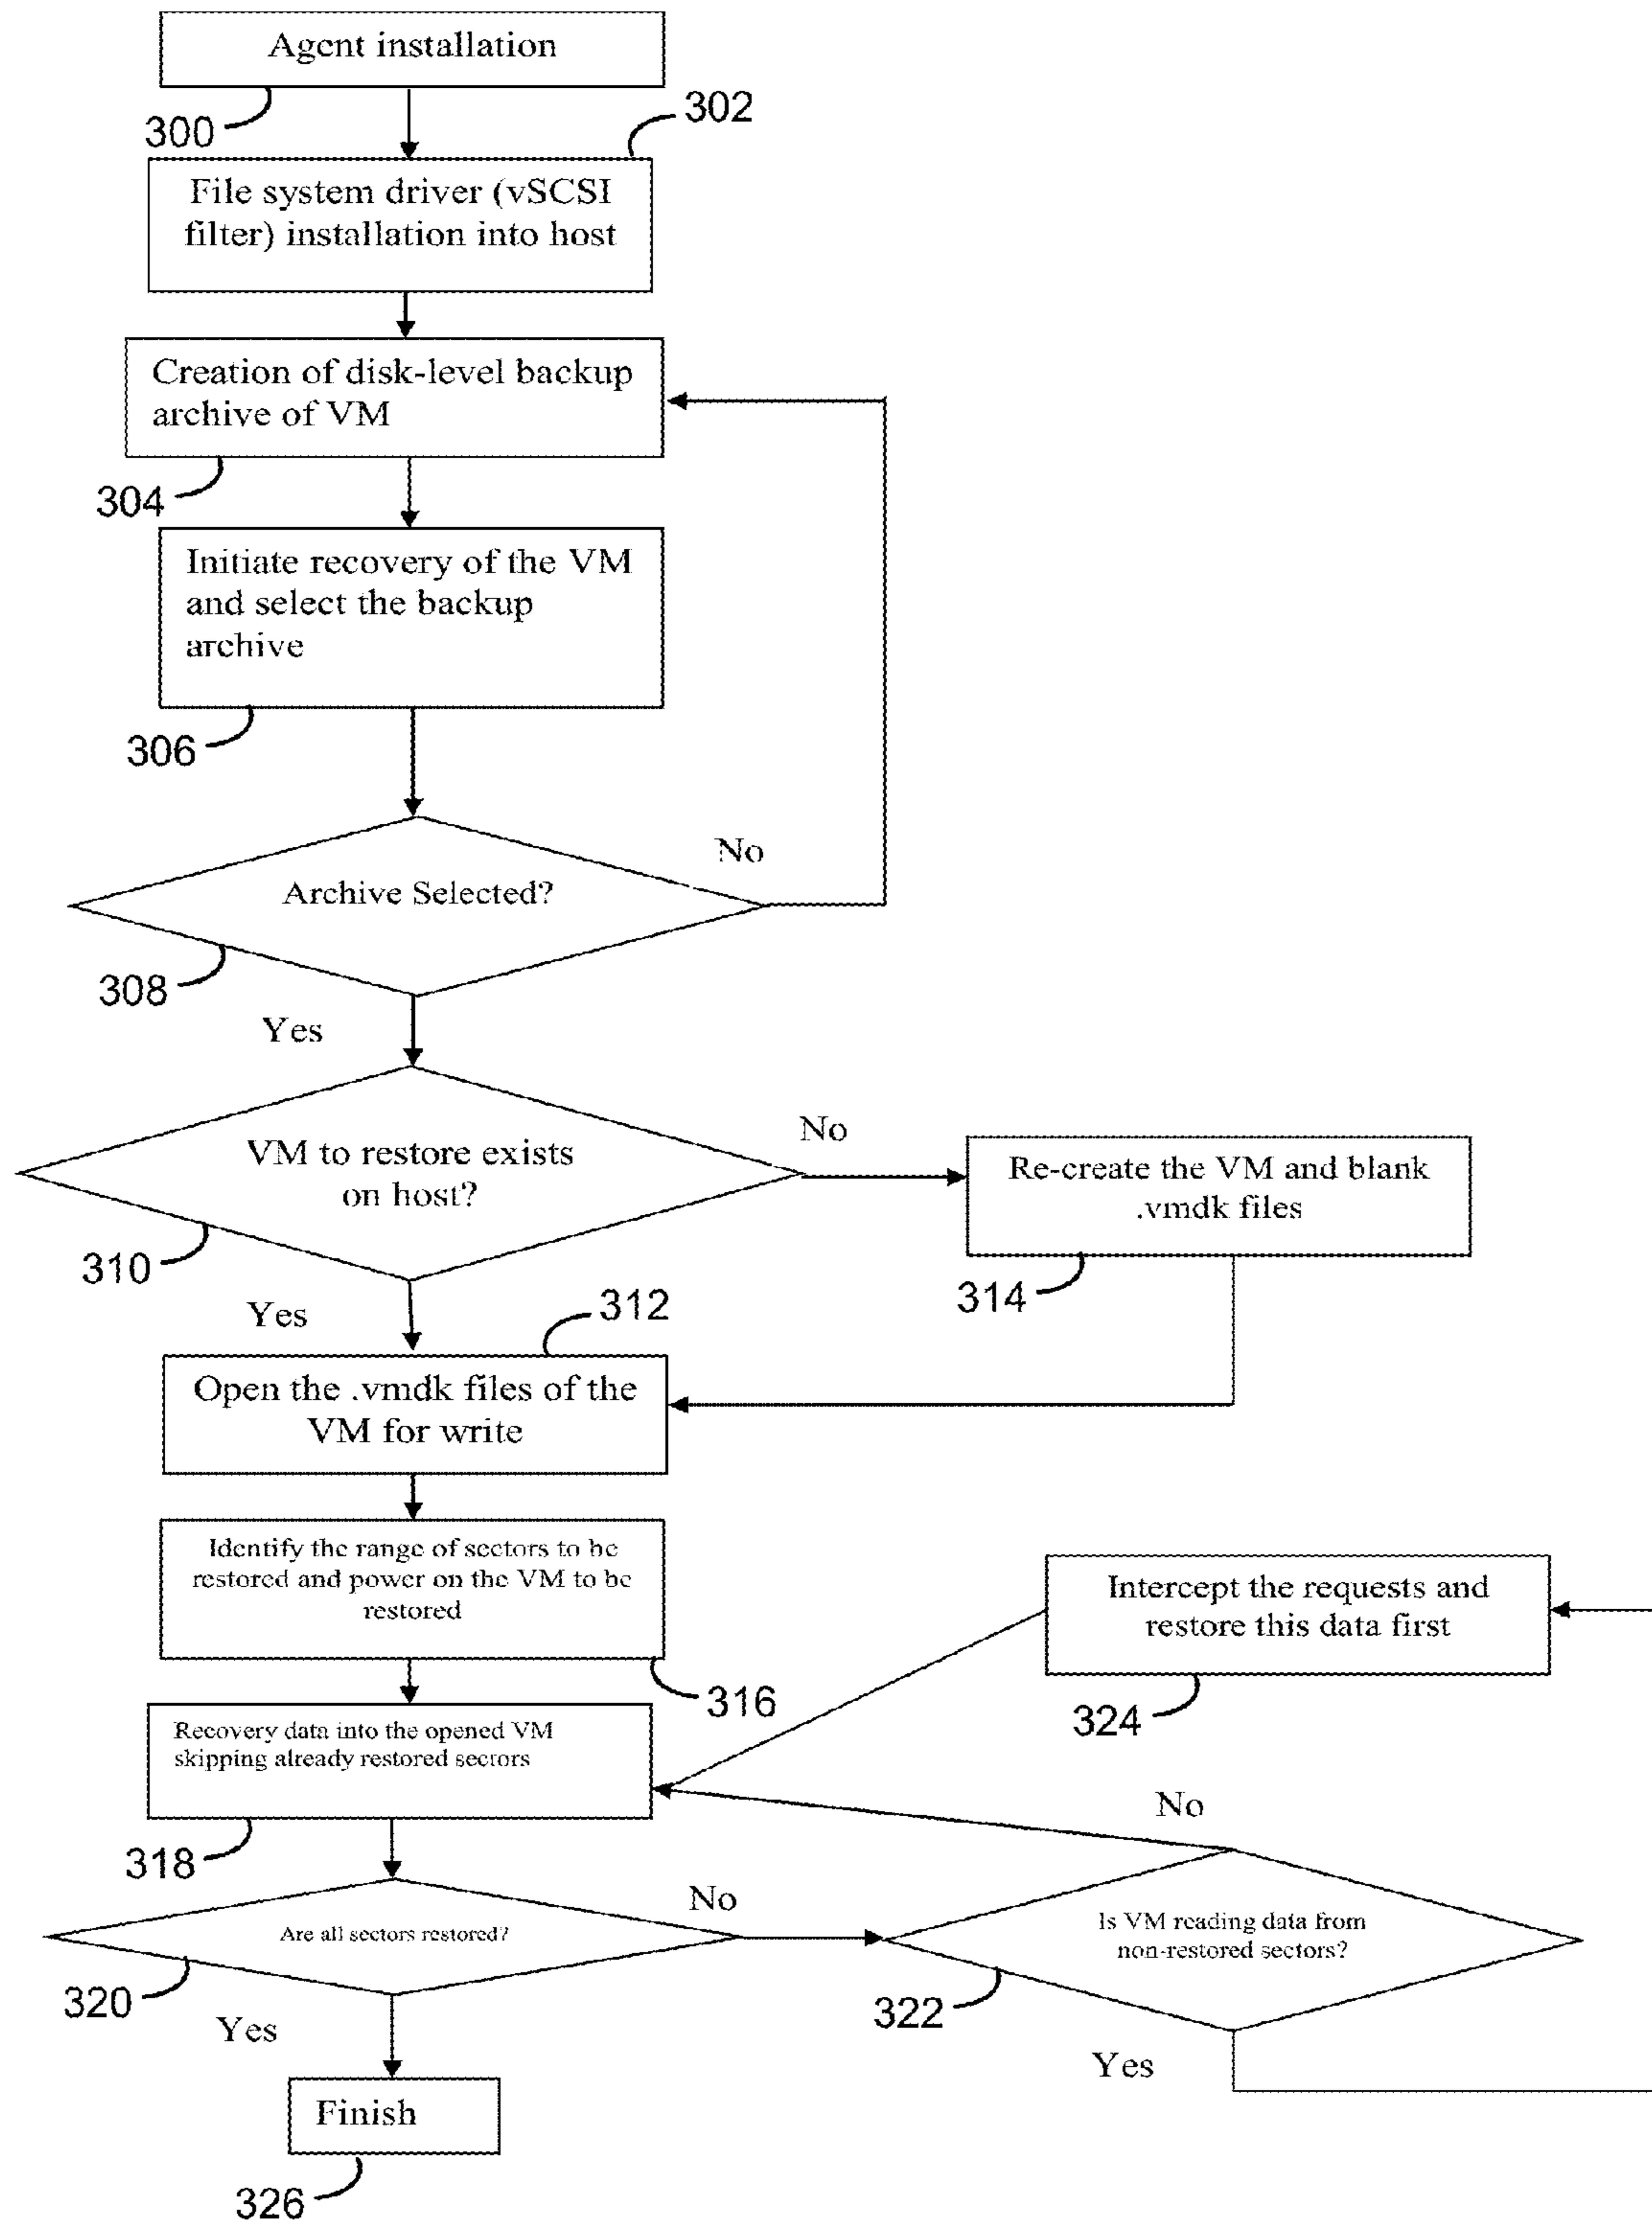 Agent installation
300
302
File system driver (vSCSI
filter) installation into host
Creation of disk-level backup
archive of VM
304
Initiate recovery of the VM
and select the backup
archive
306
No
Archive Selected?
308
Yes
No
VM to restore exists
on host?
Re-create the VM and blank
.vmdk files
310
314
Yes
312
Open the .vmdk files of the
VM for write
Identify the range of sectors to be
restored and power on the VM to be
restored
Intercept the requests and
restore this data first
316
324
Recovery data into the opened VM
skipping already restored sectors
No
318
No
Are all sectors restored?
Is VM reading data from
non-restored sectors?
320
322
Yes
Yes
Finish
326